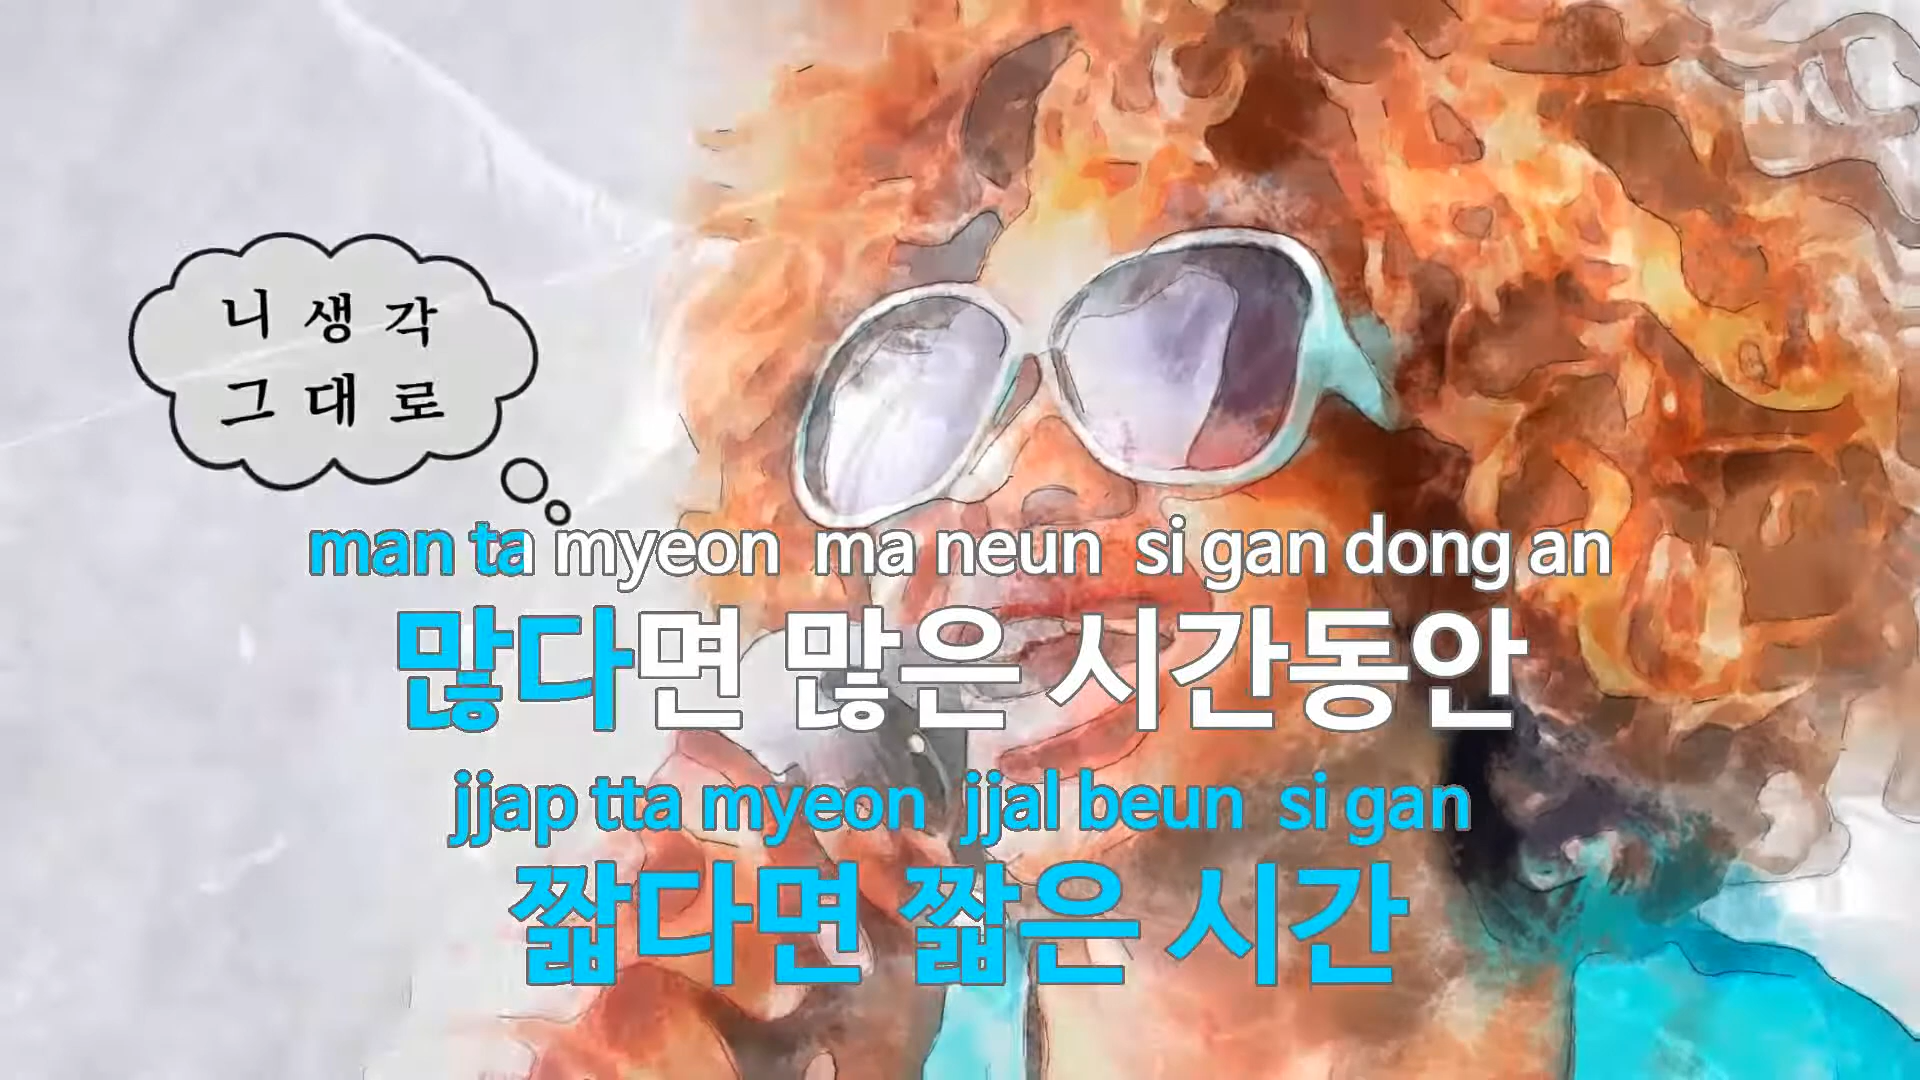 KY
니 생 각
그 대 로
man ta myeon ma neun si gan dong an
많다면 많은 시간동안
jjap tta myeon jjal beun si gan
짧다면 짧은 시간